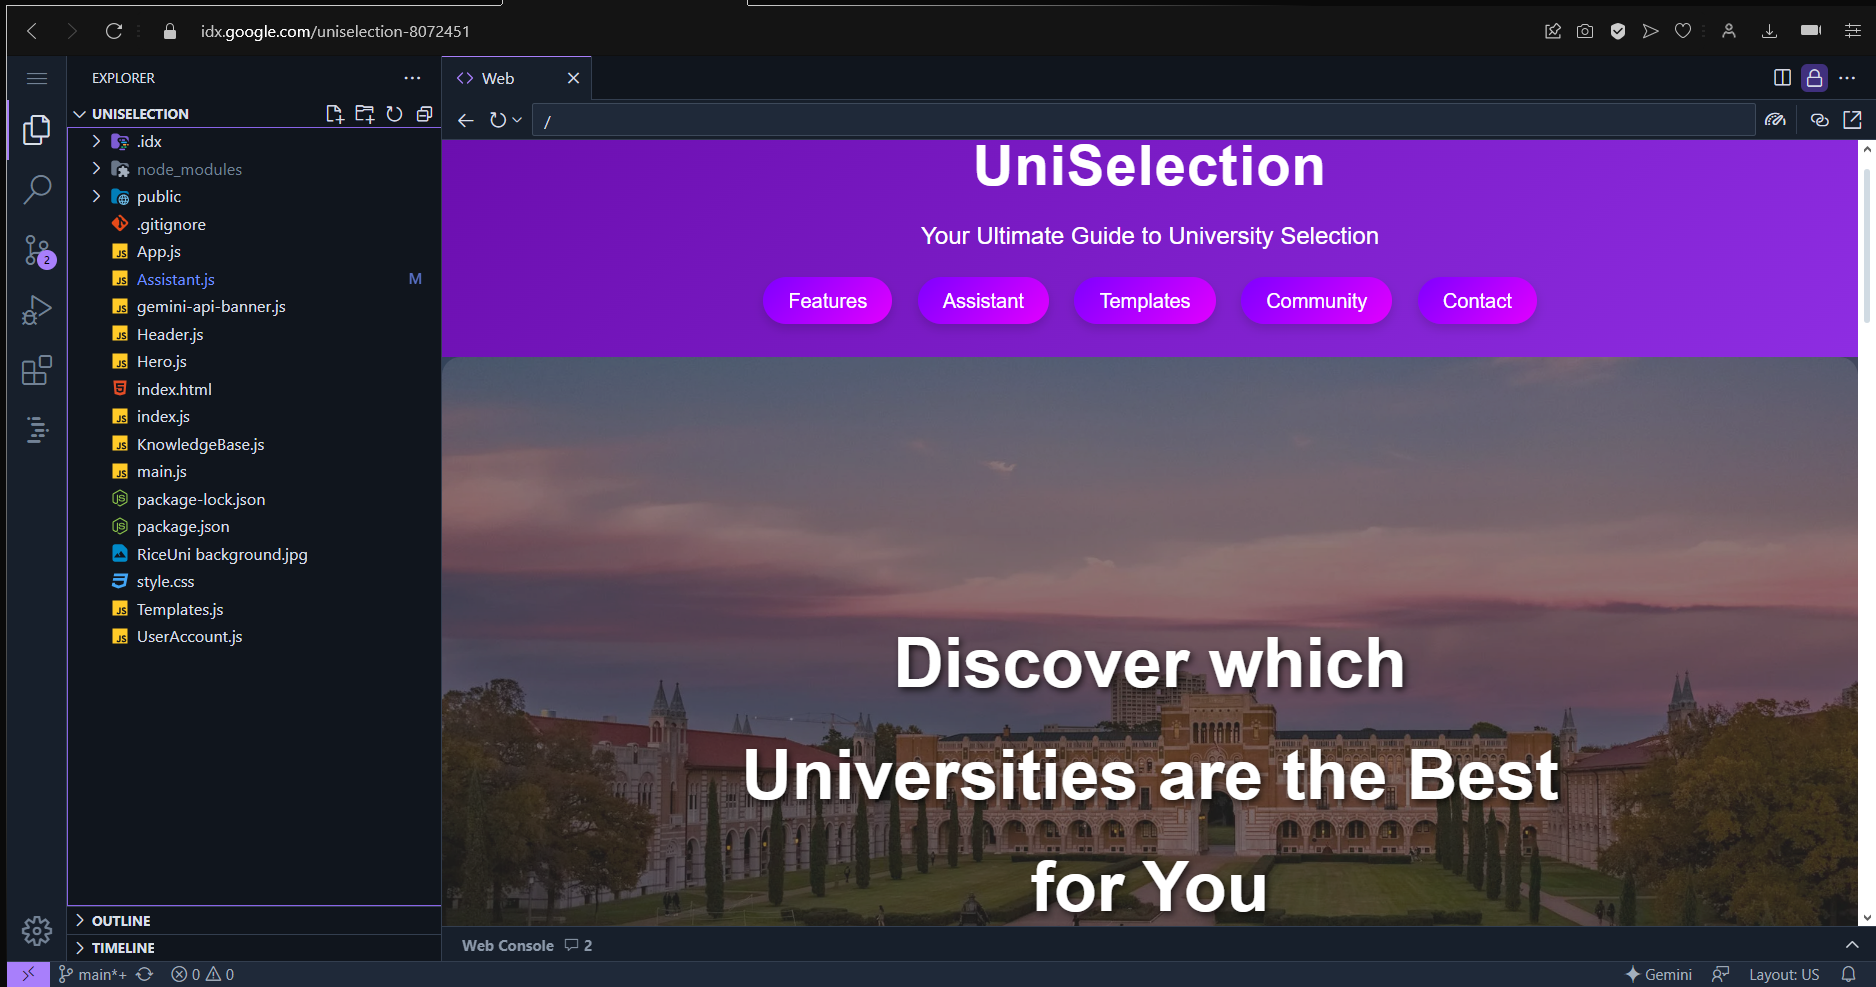 idx.google.com/uniselection-8072451
EXPLORER
Web
UNISELECTION
/
.idx
node_modules
public
.gitignore
App.js
Assistant.js M
gemini-api-banner.js
Header.js
Hero.js
index.html
index.js
KnowledgeBase.js
main.js
package-lock.json
package.json
RiceUni background.jpg
style.css
Templates.js
UserAccount.js
2
OUTLINE
TIMELINE
UniSelection
Your Ultimate Guide to University Selection
Features Assistant Templates Community Contact
Discover which
Universities are the Best
for You
Web Console 2
main*+ 0 0 Gemini Layout: US